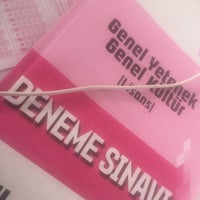 Genel Yetenek
Genel Kültür
(Lisans)
DENEME SINAVI